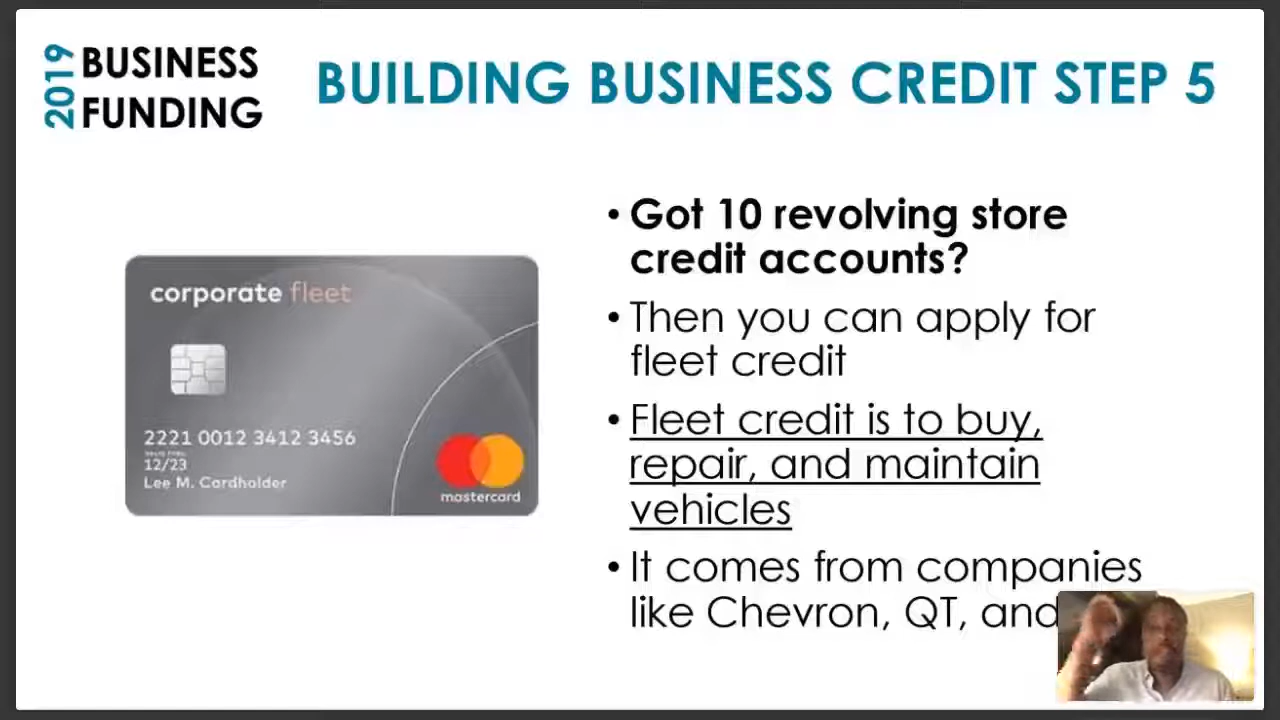 2019
BUSINESS
FUNDING
BUILDING BUSINESS CREDIT STEP 5
corporate fleet
2221 0012 3412 3456
VALID THRU
12/23
Lee M. Cardholder
mastercard
• Got 10 revolving store
credit accounts?
• Then you can apply for
fleet credit
• Fleet credit is to buy,
repair, and maintain
vehicles
• It comes from companies
like Chevron, QT, and